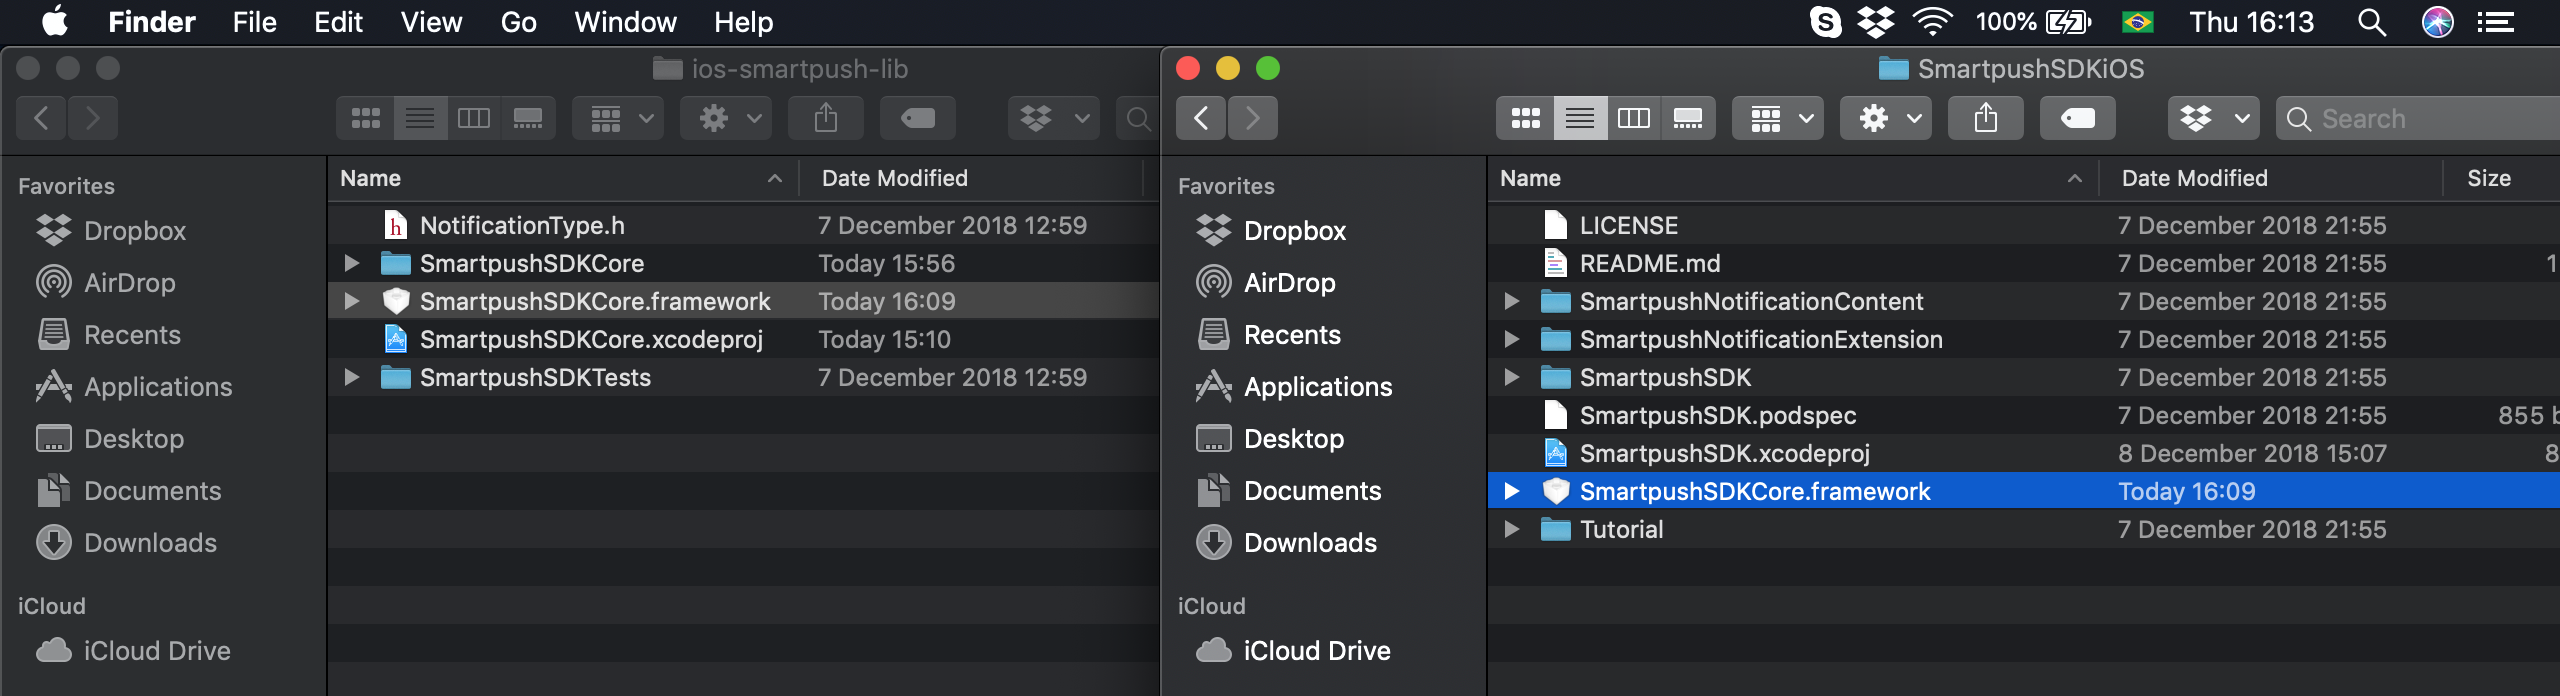 Finder File Edit View Go Window Help 100% Thu 16:13
ios-smartpush-lib
Favorites
Dropbox
AirDrop
Recents
Applications
Desktop
Documents
Downloads
iCloud
iCloud Drive
Name Date Modified
NotificationType.h 7 December 2018 12:59
SmartpushSDKCore Today 15:56
SmartpushSDKCore.framework Today 16:09
SmartpushSDKCore.xcodeproj Today 15:10
SmartpushSDKTests 7 December 2018 12:59
SmartpushSDKiOS
Search
Favorites
Dropbox
AirDrop
Recents
Applications
Desktop
Documents
Downloads
iCloud
iCloud Drive
Name Date Modified Size
LICENSE 7 December 2018 21:55
README.md 7 December 2018 21:55 1
SmartpushNotificationContent 7 December 2018 21:55
SmartpushNotificationExtension 7 December 2018 21:55
SmartpushSDK 7 December 2018 21:55
SmartpushSDK.podspec 7 December 2018 21:55 855 b
SmartpushSDK.xcodeproj 8 December 2018 15:07 8
SmartpushSDKCore.framework Today 16:09
Tutorial 7 December 2018 21:55